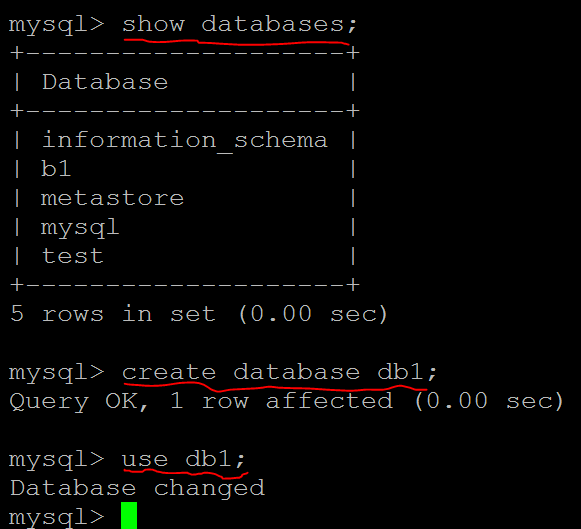 mysql> show databases;
+--------------------+
| Database           |
+--------------------+
| information_schema |
| b1                 |
| metastore          |
| mysql              |
| test               |
+--------------------+
5 rows in set (0.00 sec)
mysql> create database db1;
Query OK, 1 row affected (0.00 sec)
mysql> use db1;
Database changed
mysql>